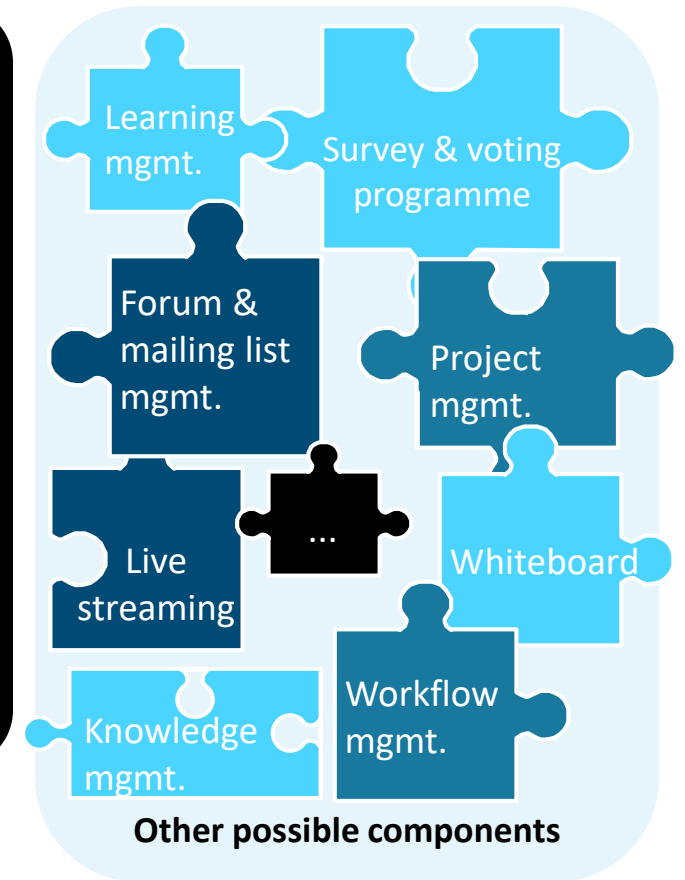 Learning
mgmt.
Survey & voting
programme
Forum &
mailing list
mgmt.
Project
mgmt.
...
Live
streaming
Whiteboard
Workflow
mgmt.
Knowledge
mgmt.
Other possible components